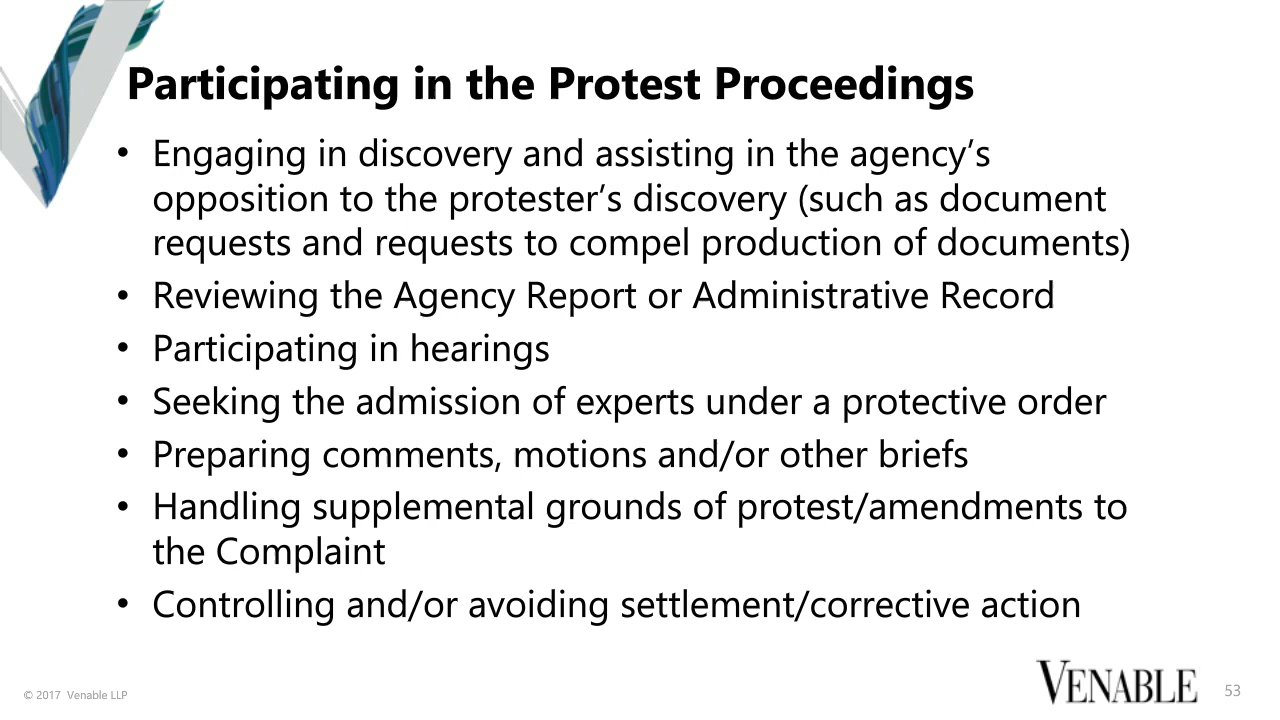 Participating in the Protest Proceedings
• Engaging in discovery and assisting in the agency’s
opposition to the protester’s discovery (such as document
requests and requests to compel production of documents)
• Reviewing the Agency Report or Administrative Record
• Participating in hearings
• Seeking the admission of experts under a protective order
• Preparing comments, motions and/or other briefs
• Handling supplemental grounds of protest/amendments to
the Complaint
• Controlling and/or avoiding settlement/corrective action
© 2017 Venable LLP
VENABLE
53